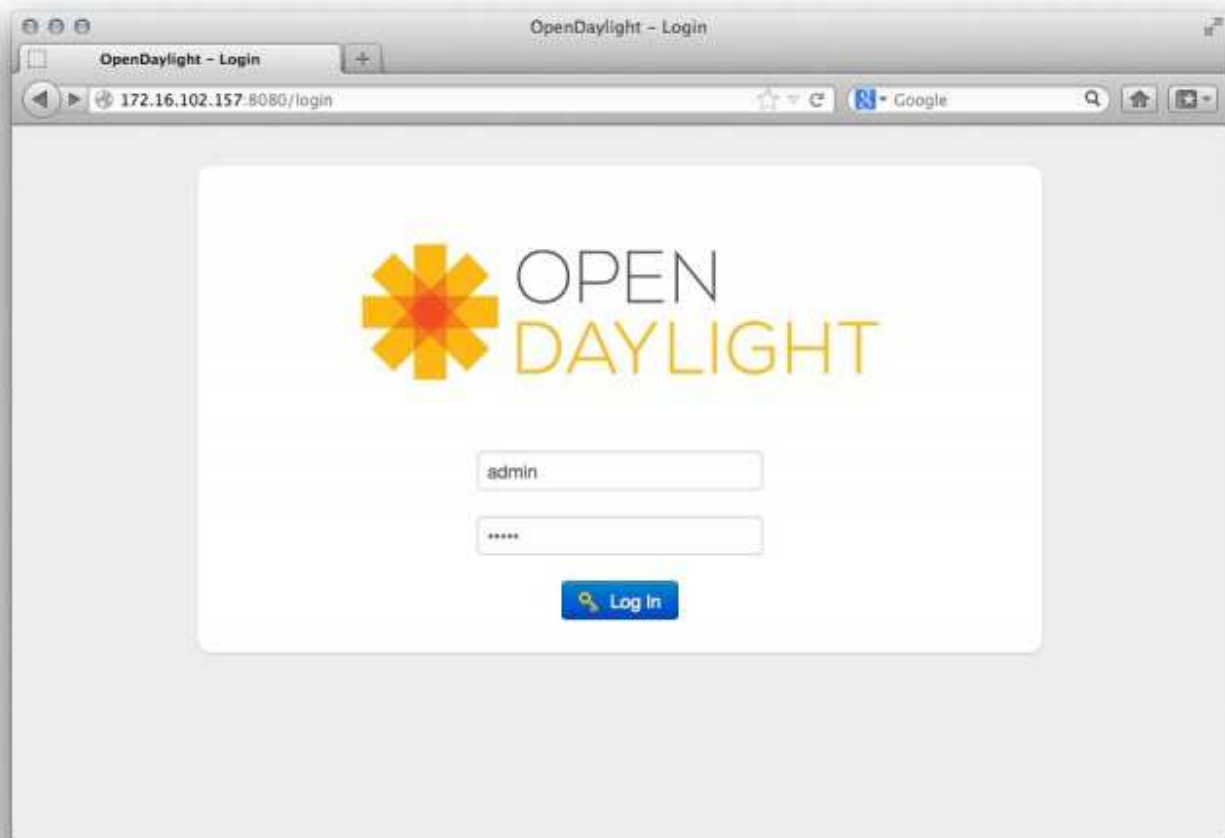 OpenDaylight – Login
OpenDaylight – Login
172.16.102.157:8080/login
Google
OPEN
DAYLIGHT
admin
•••••
Log In